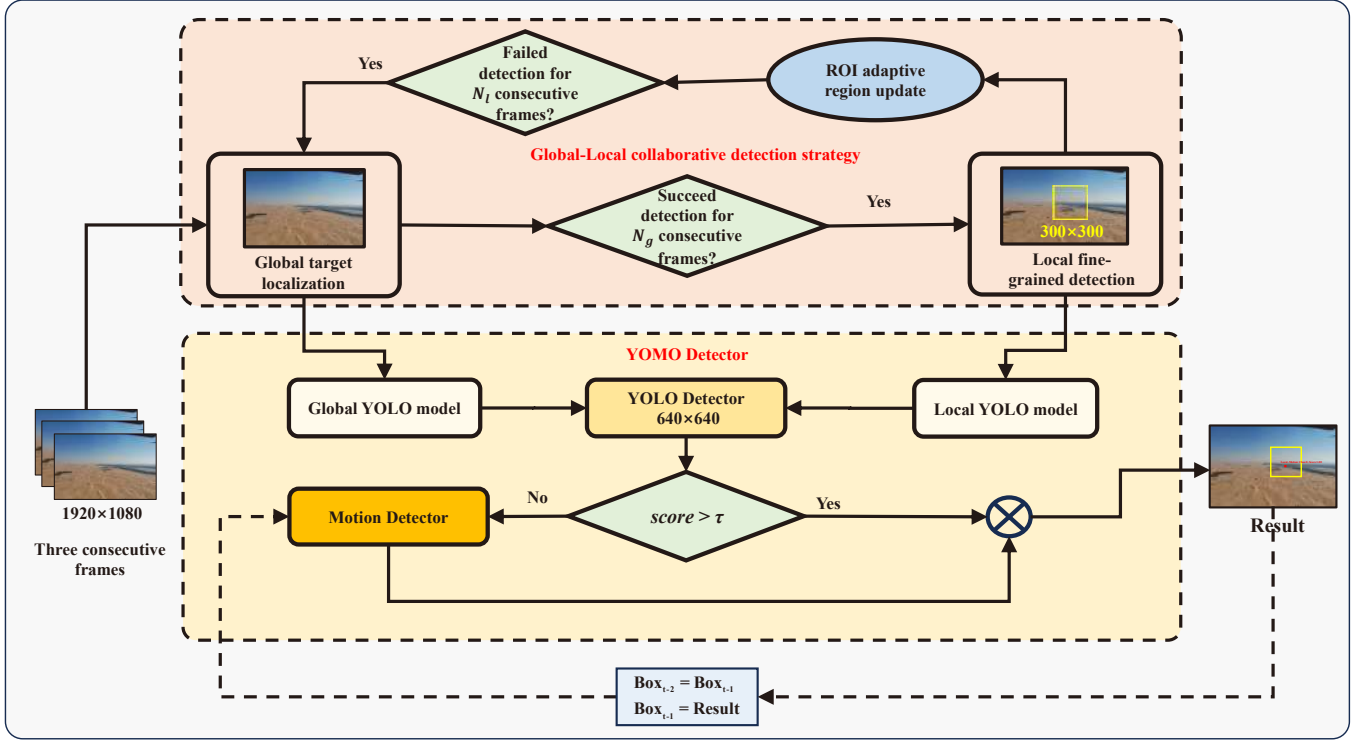 Failed
detection for
N_l consecutive
frames?
Yes
ROI adaptive
region update
Global-Local collaborative detection strategy
Global target
localization
Succeed
detection for
N_g consecutive
frames?
Yes
300×300
Local fine-
grained detection
YOMO Detector
Global YOLO model
YOLO Detector
640×640
Local YOLO model
1920×1080
Three consecutive
frames
Motion Detector
No
score > τ
Yes
Result
Box_{t-2} = Box_{t-1}
Box_{t-1} = Result